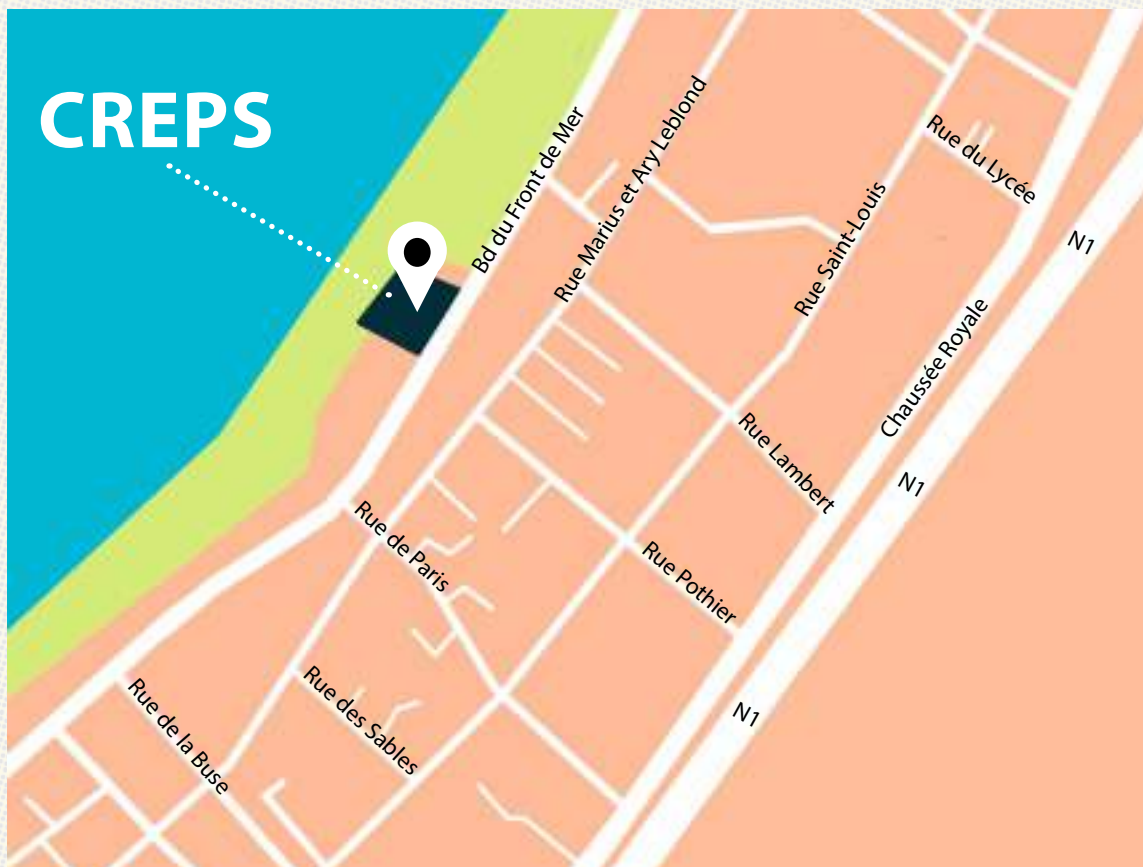 CREPS
Bd du Front de Mer
Rue Marius et Ary Leblond
Rue Saint-Louis
Rue du Lycée
N1
Chaussée Royale
Rue Lambert
N1
Rue de Paris
Rue Pothier
Rue de la Buse
Rue des Sables
N1